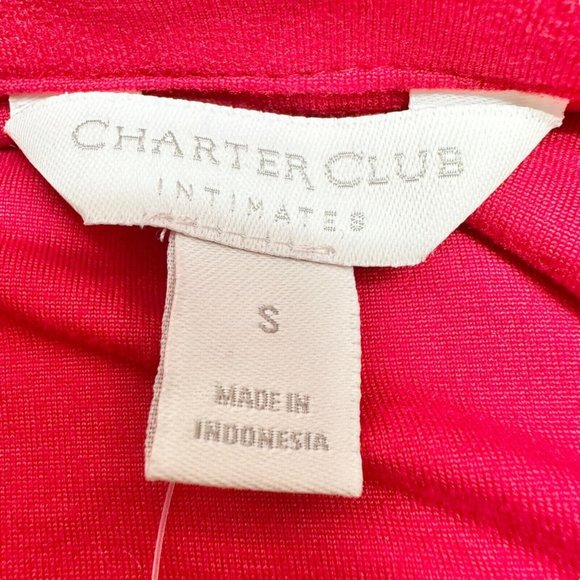 CHARTER CLUB
INTIMATES
S
MADE IN
INDONESIA